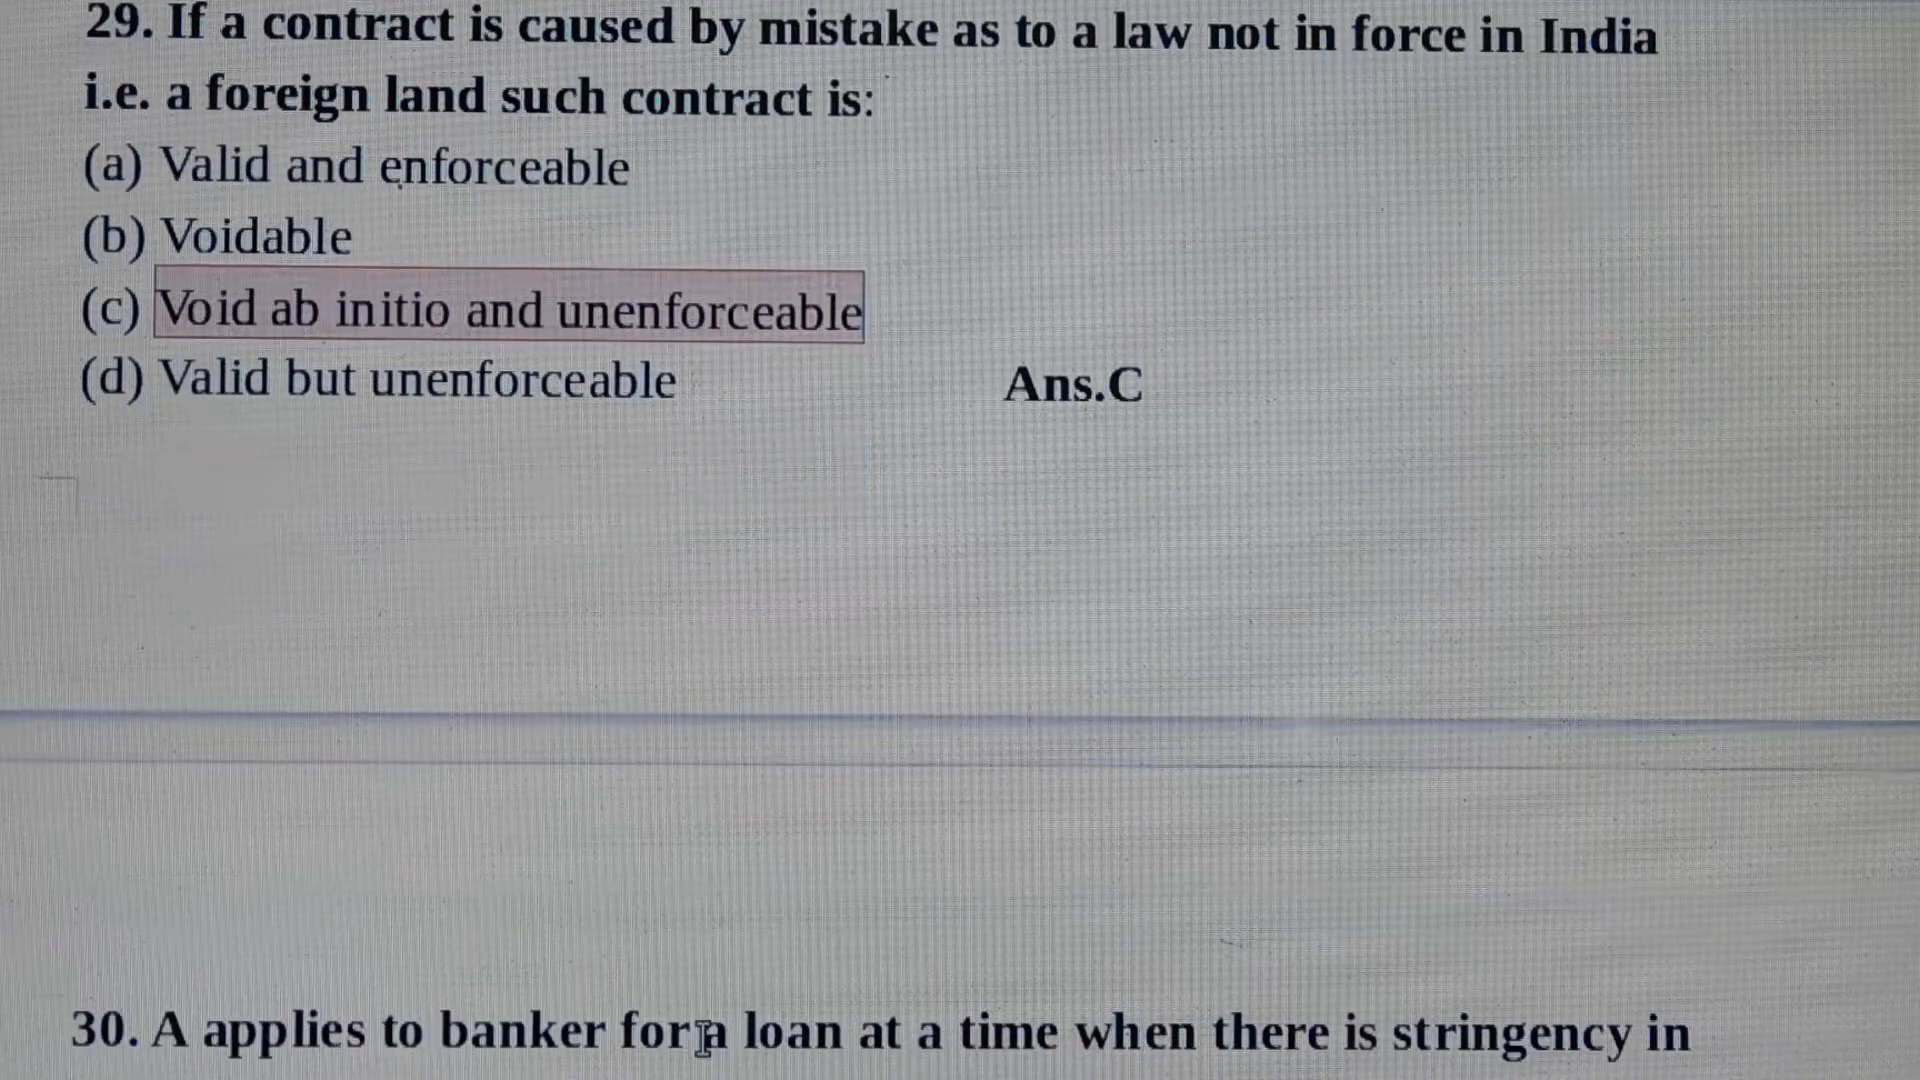 29. If a contract is caused by mistake as to a law not in force in India
i.e. a foreign land such contract is:
(a) Valid and enforceable
(b) Voidable
(c) Void ab initio and unenforceable
(d) Valid but unenforceable Ans.C
30. A applies to banker for a loan at a time when there is stringency in